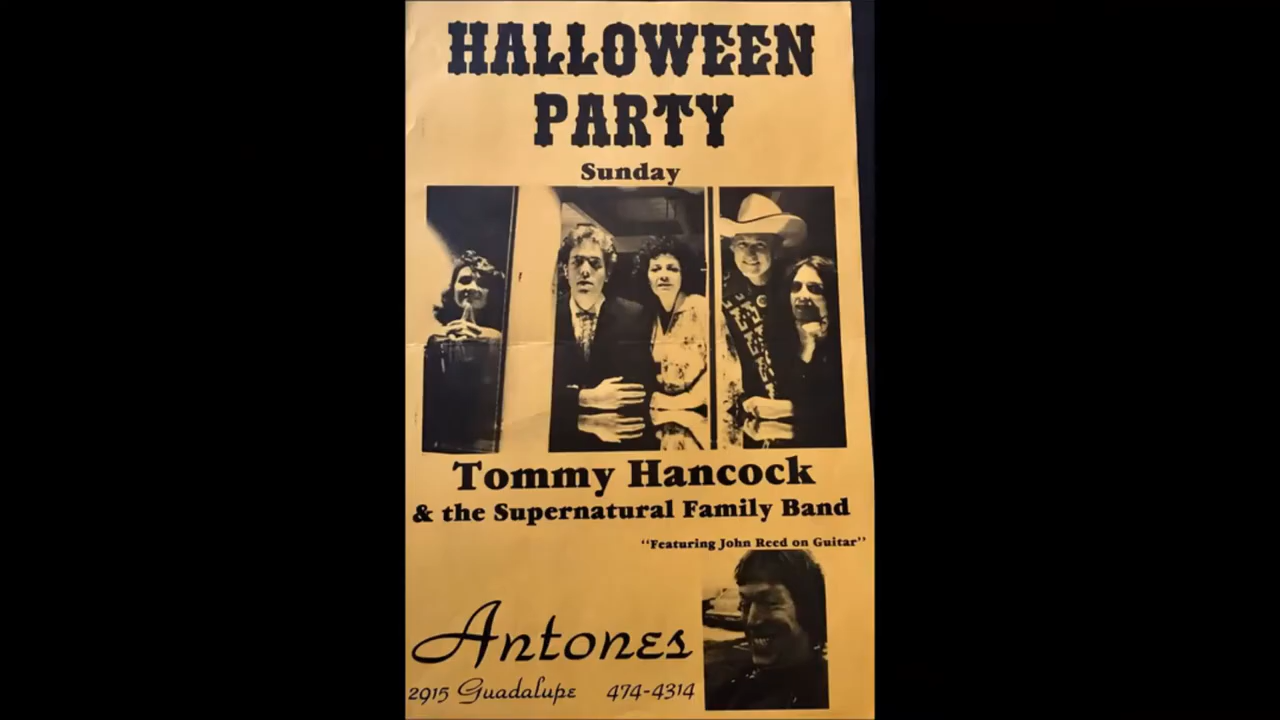 HALLOWEEN
PARTY
Sunday
Tommy Hancock
& the Supernatural Family Band
"Featuring John Reed on Guitar"
Antones
2915 Guadalupe 474-4314